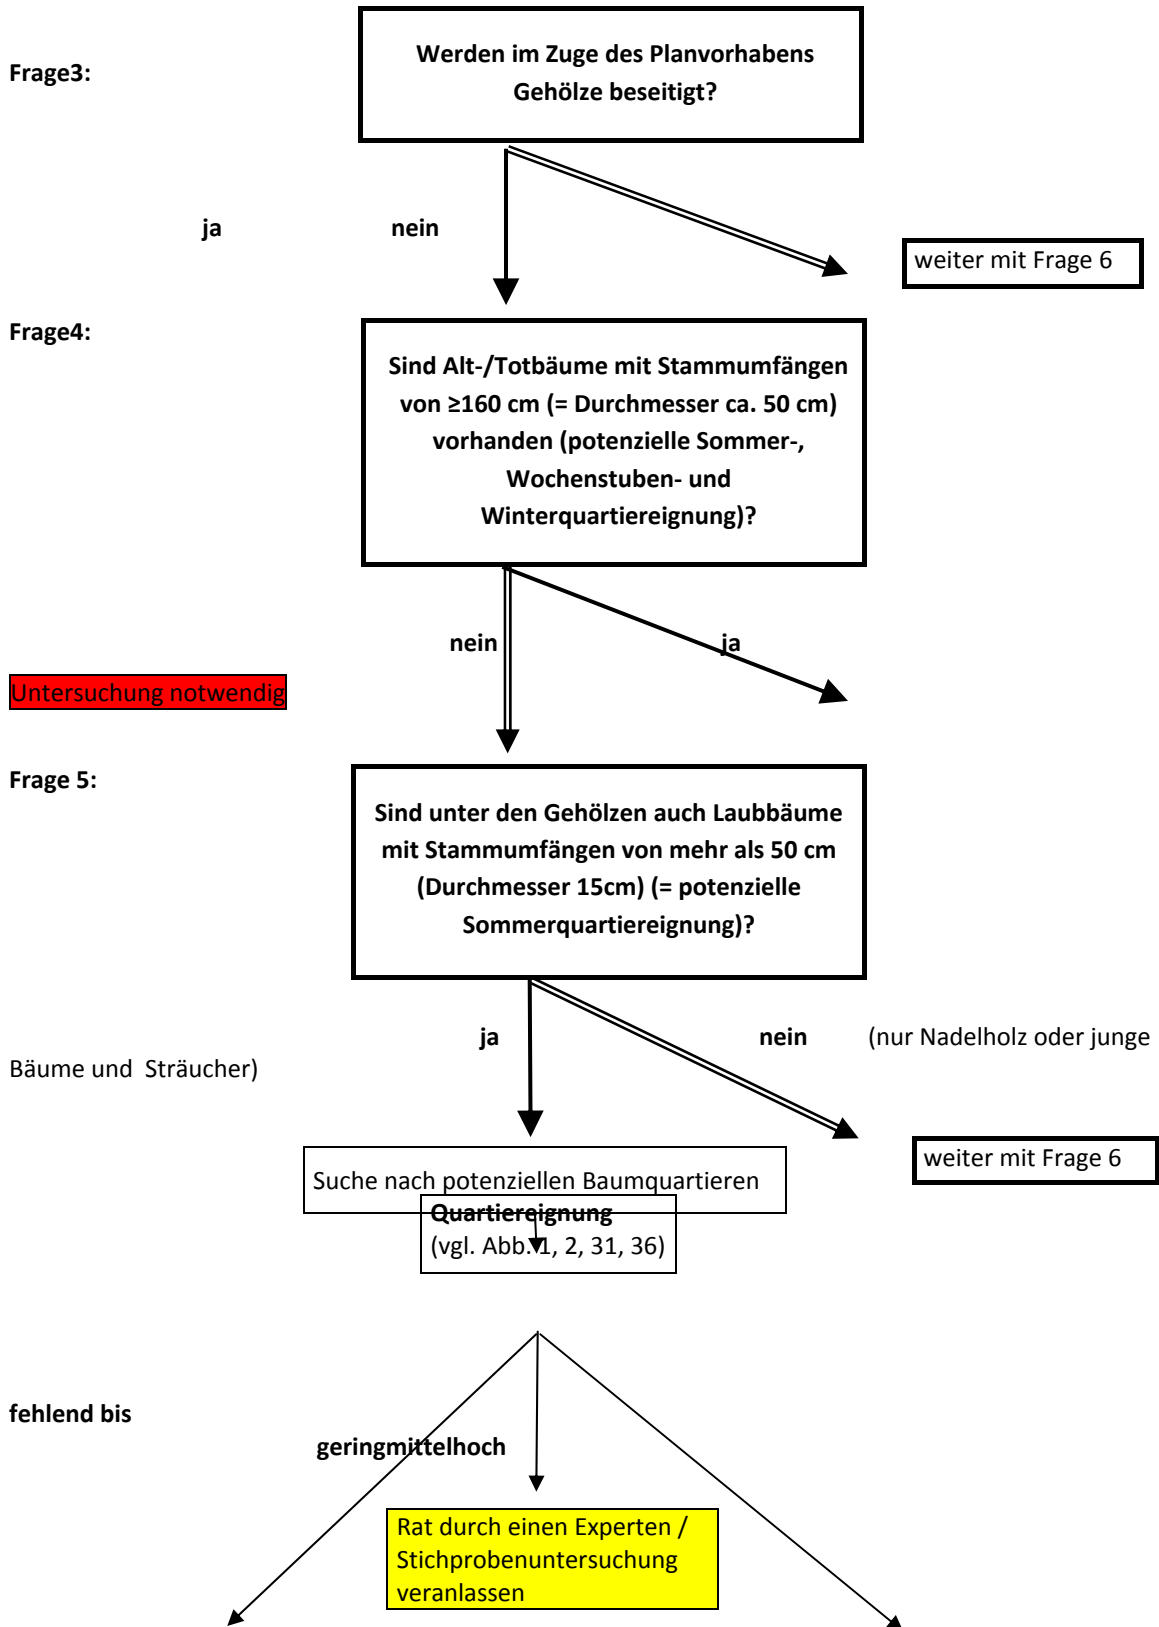 Werden im Zuge des Planvorhabens
Frage3:
Gehölze beseitigt?
ja nein
weiter mit Frage 6
Frage4:
Sind Alt-/Totbäume mit Stammumfängen
von ≥160 cm (= Durchmesser ca. 50 cm)
vorhanden (potenzielle Sommer-,
Wochenstuben- und
Winterquartiereignung)?
nein ja
Untersuchung notwendig
Frage 5:
Sind unter den Gehölzen auch Laubbäume
mit Stammumfängen von mehr als 50 cm
(Durchmesser 15cm) (= potenzielle
Sommerquartiereignung)?
ja nein (nur Nadelholz oder junge
Bäume und Sträucher)
weiter mit Frage 6
Suche nach potenziellen Baumquartieren
Quartiereignung
(vgl. Abb. 1, 2, 31, 36)
fehlend bis
geringmittelhoch
Rat durch einen Experten /
Stichprobenuntersuchung
veranlassen